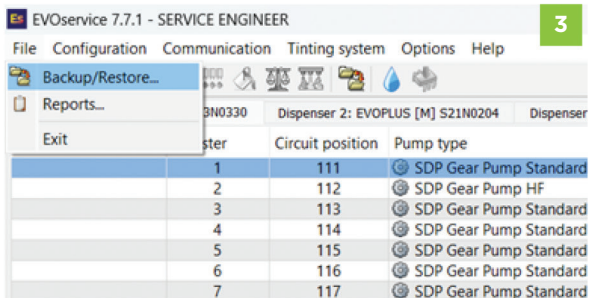 Es EVOservice 7.7.1 - SERVICE ENGINEER
3
File Configuration Communication Tinting system Options Help
Backup/Restore...
Reports...
Exit
3N0330 Dispenser 2: EVOPLUS [M] S21N0204 Dispenser
ster Circuit position Pump type
1 111 SDP Gear Pump Standard
2 112 SDP Gear Pump HF
3 113 SDP Gear Pump Standard
4 114 SDP Gear Pump Standard
5 115 SDP Gear Pump Standard
6 116 SDP Gear Pump Standard
7 117 SDP Gear Pump Standard